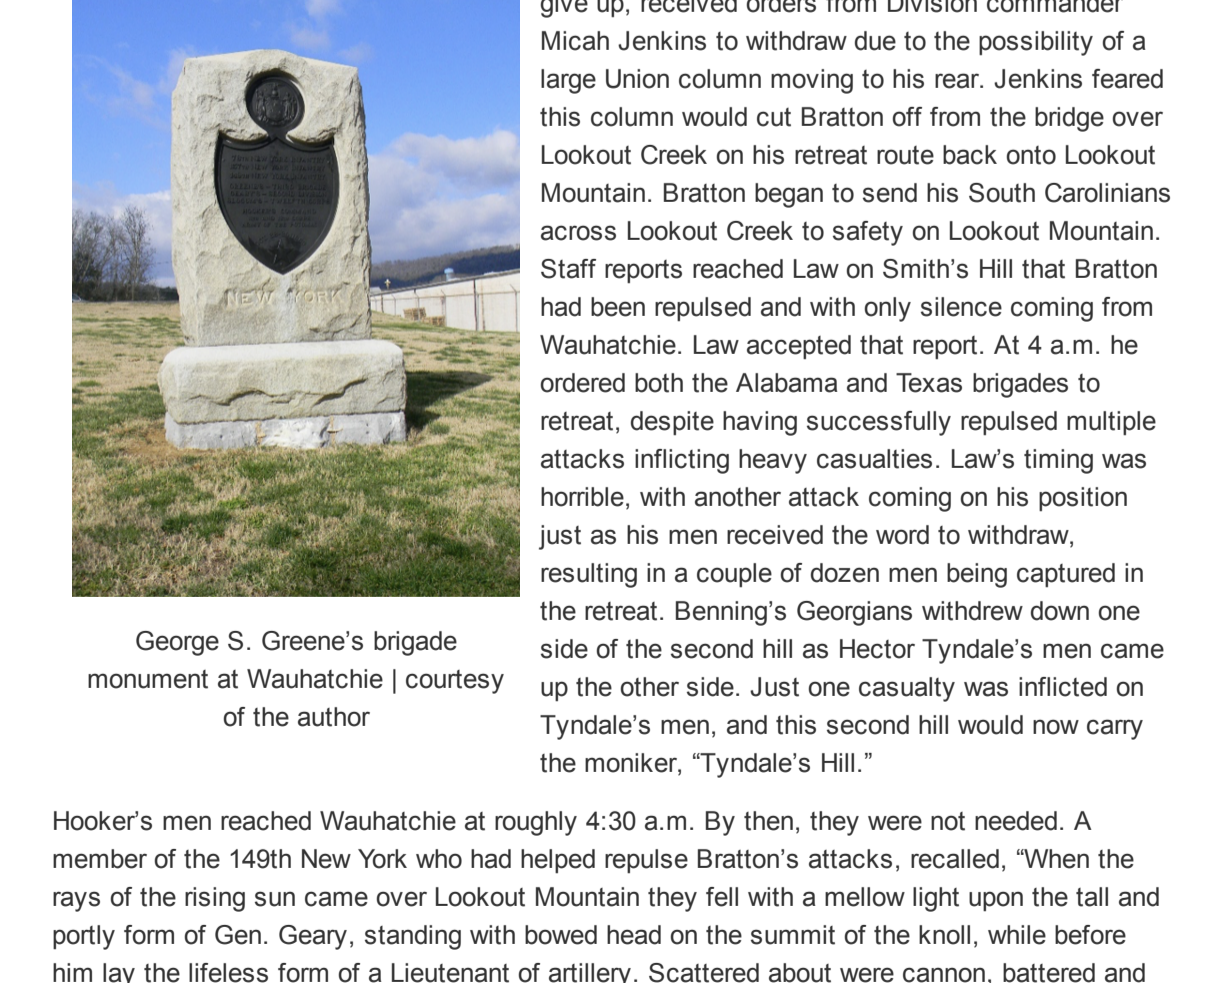 give up, received orders from Division commander
Micah Jenkins to withdraw due to the possibility of a
large Union column moving to his rear. Jenkins feared
this column would cut Bratton off from the bridge over
Lookout Creek on his retreat route back onto Lookout
Mountain. Bratton began to send his South Carolinians
across Lookout Creek to safety on Lookout Mountain.
Staff reports reached Law on Smith’s Hill that Bratton
had been repulsed and with only silence coming from
Wauhatchie. Law accepted that report. At 4 a.m. he
ordered both the Alabama and Texas brigades to
retreat, despite having successfully repulsed multiple
attacks inflicting heavy casualties. Law’s timing was
horrible, with another attack coming on his position
just as his men received the word to withdraw,
resulting in a couple of dozen men being captured in
the retreat. Benning’s Georgians withdrew down one
side of the second hill as Hector Tyndale’s men came
up the other side. Just one casualty was inflicted on
Tyndale’s men, and this second hill would now carry
the moniker, “Tyndale’s Hill.”
NEW YORK
George S. Greene’s brigade
monument at Wauhatchie | courtesy
of the author
Hooker’s men reached Wauhatchie at roughly 4:30 a.m. By then, they were not needed. A
member of the 149th New York who had helped repulse Bratton’s attacks, recalled, “When the
rays of the rising sun came over Lookout Mountain they fell with a mellow light upon the tall and
portly form of Gen. Geary, standing with bowed head on the summit of the knoll, while before
him lay the lifeless form of a Lieutenant of artillery. Scattered about were cannon, battered and